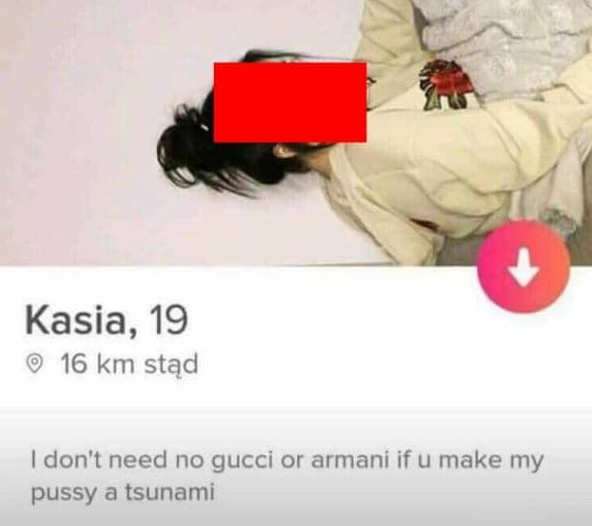 Kasia, 19
16 km stąd
I don't need no gucci or armani if u make my
pussy a tsunami